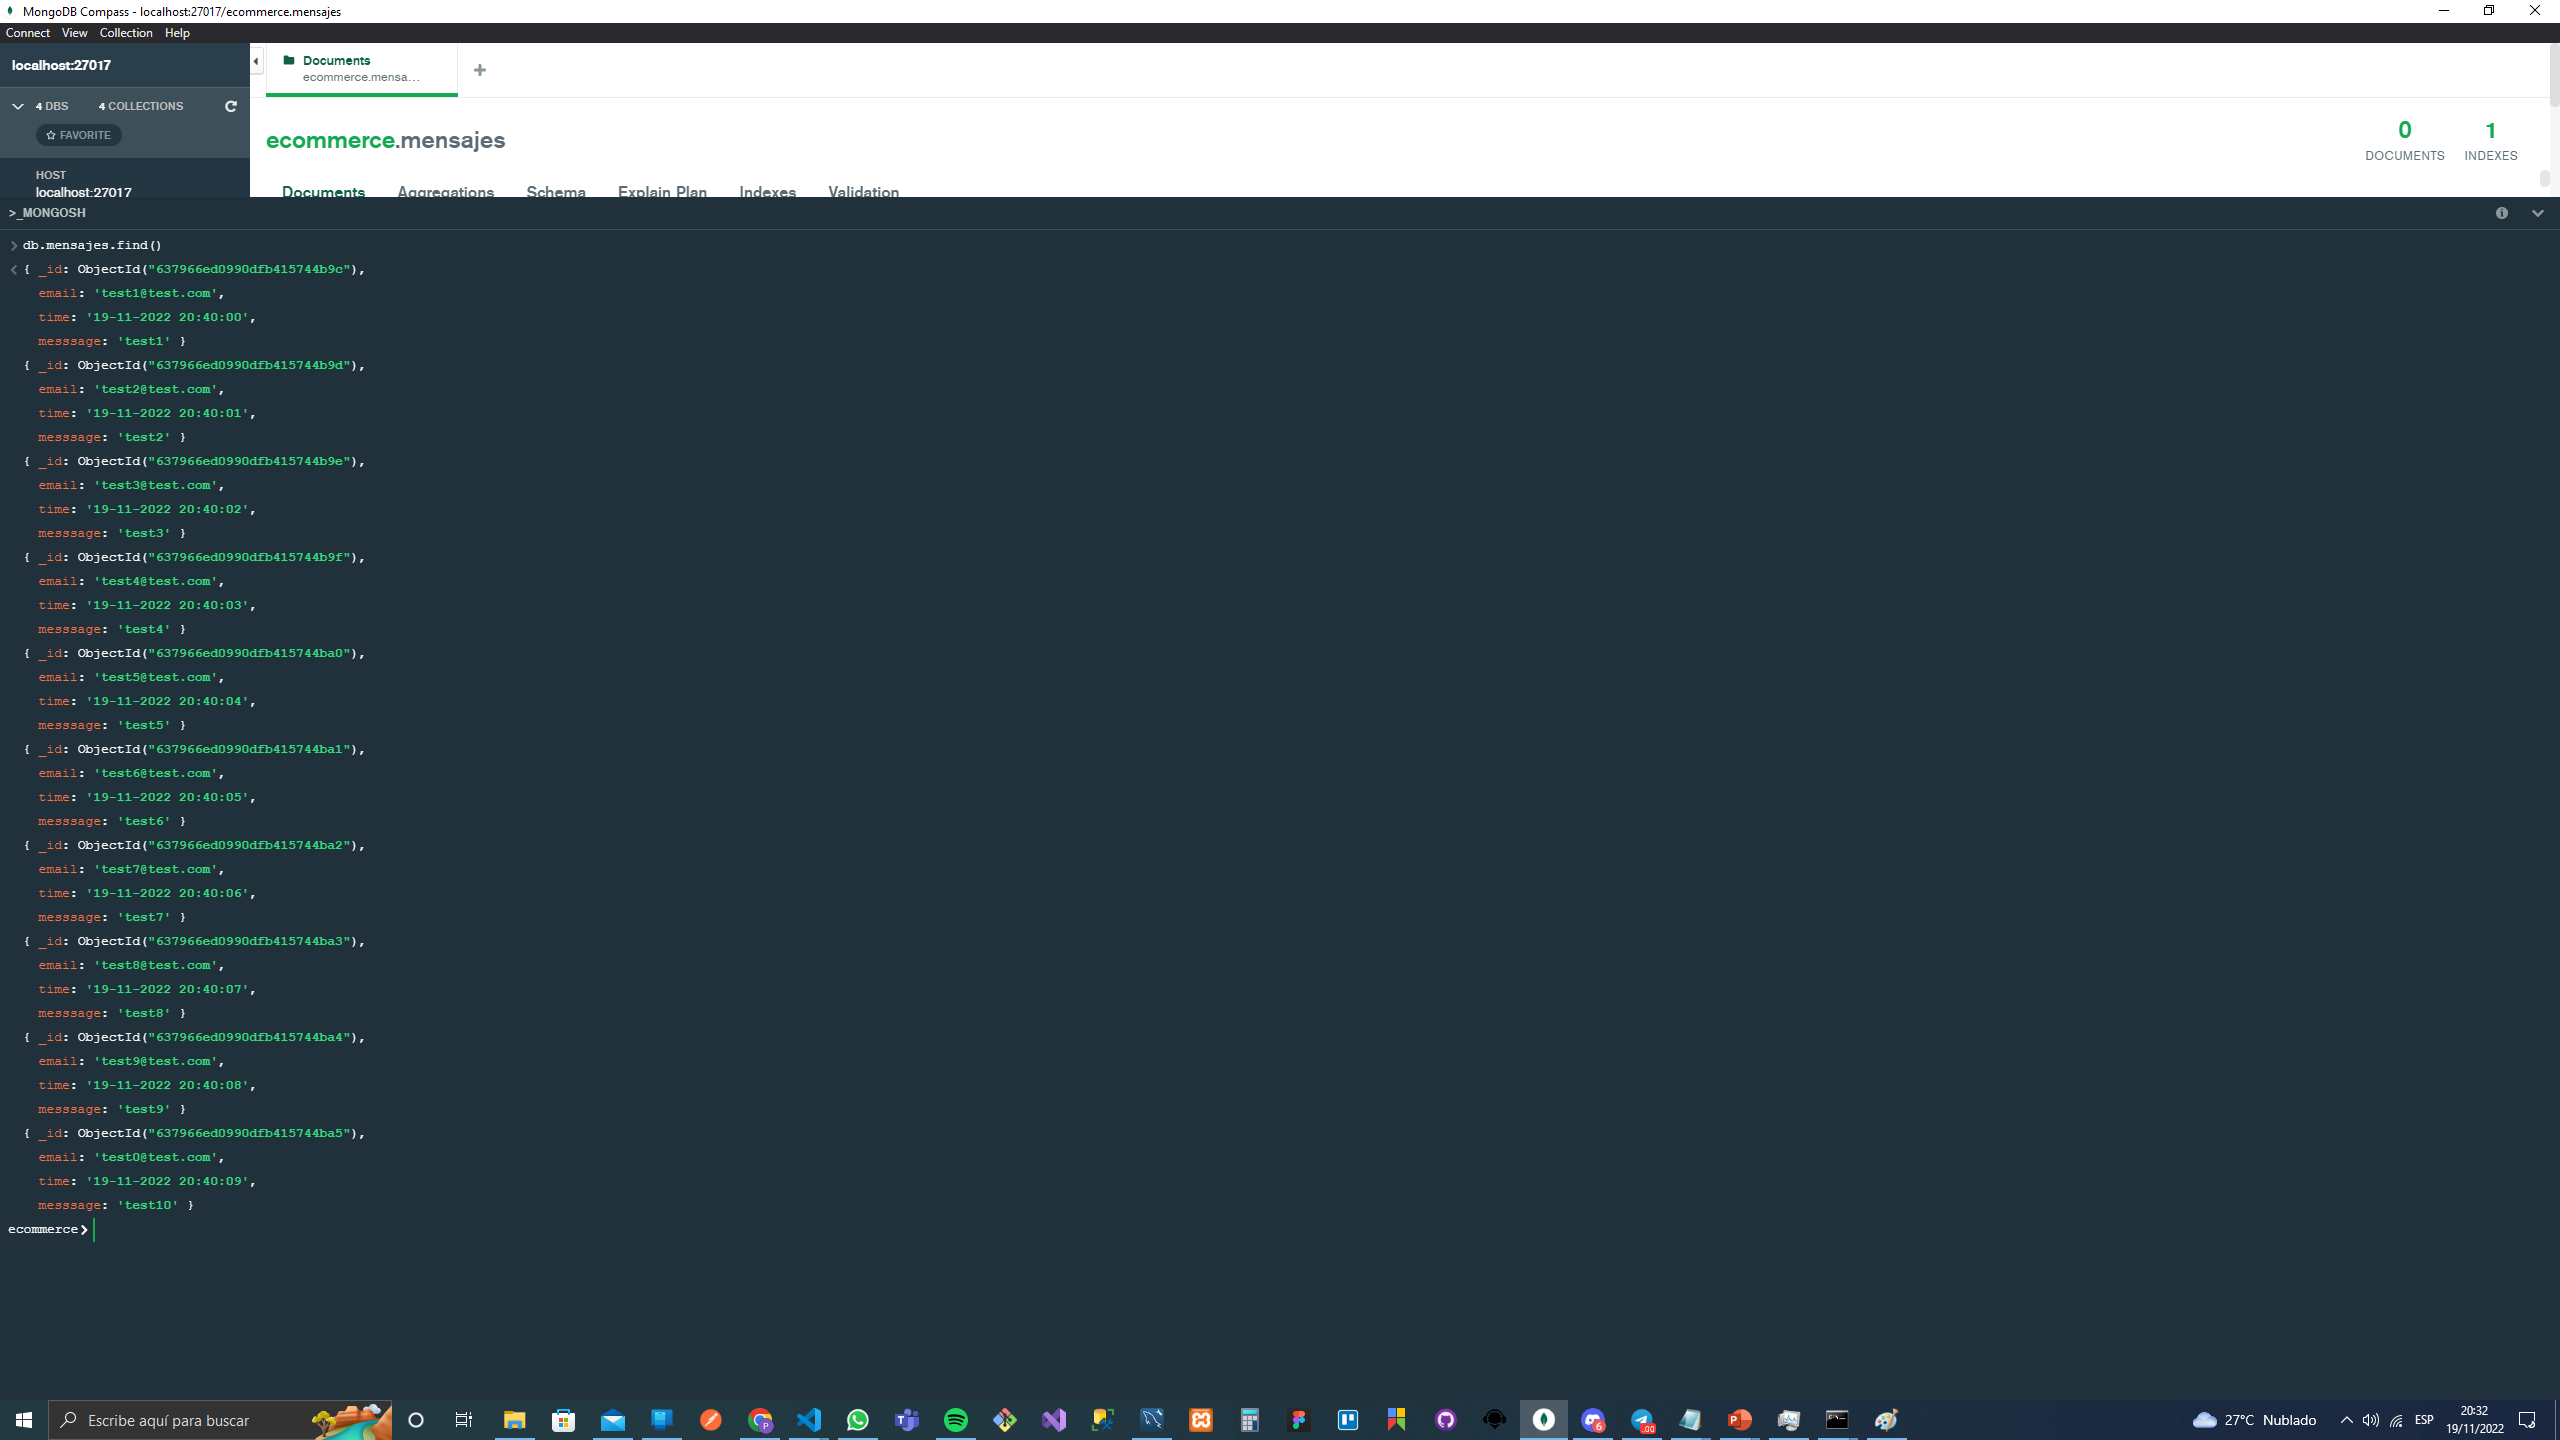 MongoDB Compass - localhost:27017/ecommerce.mensajes
Connect View Collection Help
localhost:27017
4 DBS 4 COLLECTIONS
FAVORITE
HOST
localhost:27017
Documents
ecommerce.mensa...
ecommerce.mensajes
0
DOCUMENTS
1
INDEXES
Documents Aggregations Schema Explain Plan Indexes Validation
>_MONGOSH
db.mensajes.find()
{ _id: ObjectId("637966ed0990dfb415744b9c"),
email: 'test1@test.com',
time: '19-11-2022 20:40:00',
messsage: 'test1' }
{ _id: ObjectId("637966ed0990dfb415744b9d"),
email: 'test2@test.com',
time: '19-11-2022 20:40:01',
messsage: 'test2' }
{ _id: ObjectId("637966ed0990dfb415744b9e"),
email: 'test3@test.com',
time: '19-11-2022 20:40:02',
messsage: 'test3' }
{ _id: ObjectId("637966ed0990dfb415744b9f"),
email: 'test4@test.com',
time: '19-11-2022 20:40:03',
messsage: 'test4' }
{ _id: ObjectId("637966ed0990dfb415744ba0"),
email: 'test5@test.com',
time: '19-11-2022 20:40:04',
messsage: 'test5' }
{ _id: ObjectId("637966ed0990dfb415744ba1"),
email: 'test6@test.com',
time: '19-11-2022 20:40:05',
messsage: 'test6' }
{ _id: ObjectId("637966ed0990dfb415744ba2"),
email: 'test7@test.com',
time: '19-11-2022 20:40:06',
messsage: 'test7' }
{ _id: ObjectId("637966ed0990dfb415744ba3"),
email: 'test8@test.com',
time: '19-11-2022 20:40:07',
messsage: 'test8' }
{ _id: ObjectId("637966ed0990dfb415744ba4"),
email: 'test9@test.com',
time: '19-11-2022 20:40:08',
messsage: 'test9' }
{ _id: ObjectId("637966ed0990dfb415744ba5"),
email: 'test0@test.com',
time: '19-11-2022 20:40:09',
messsage: 'test10' }
ecommerce>
Escribe aquí para buscar
27°C Nublado
ESP
20:32
19/11/2022